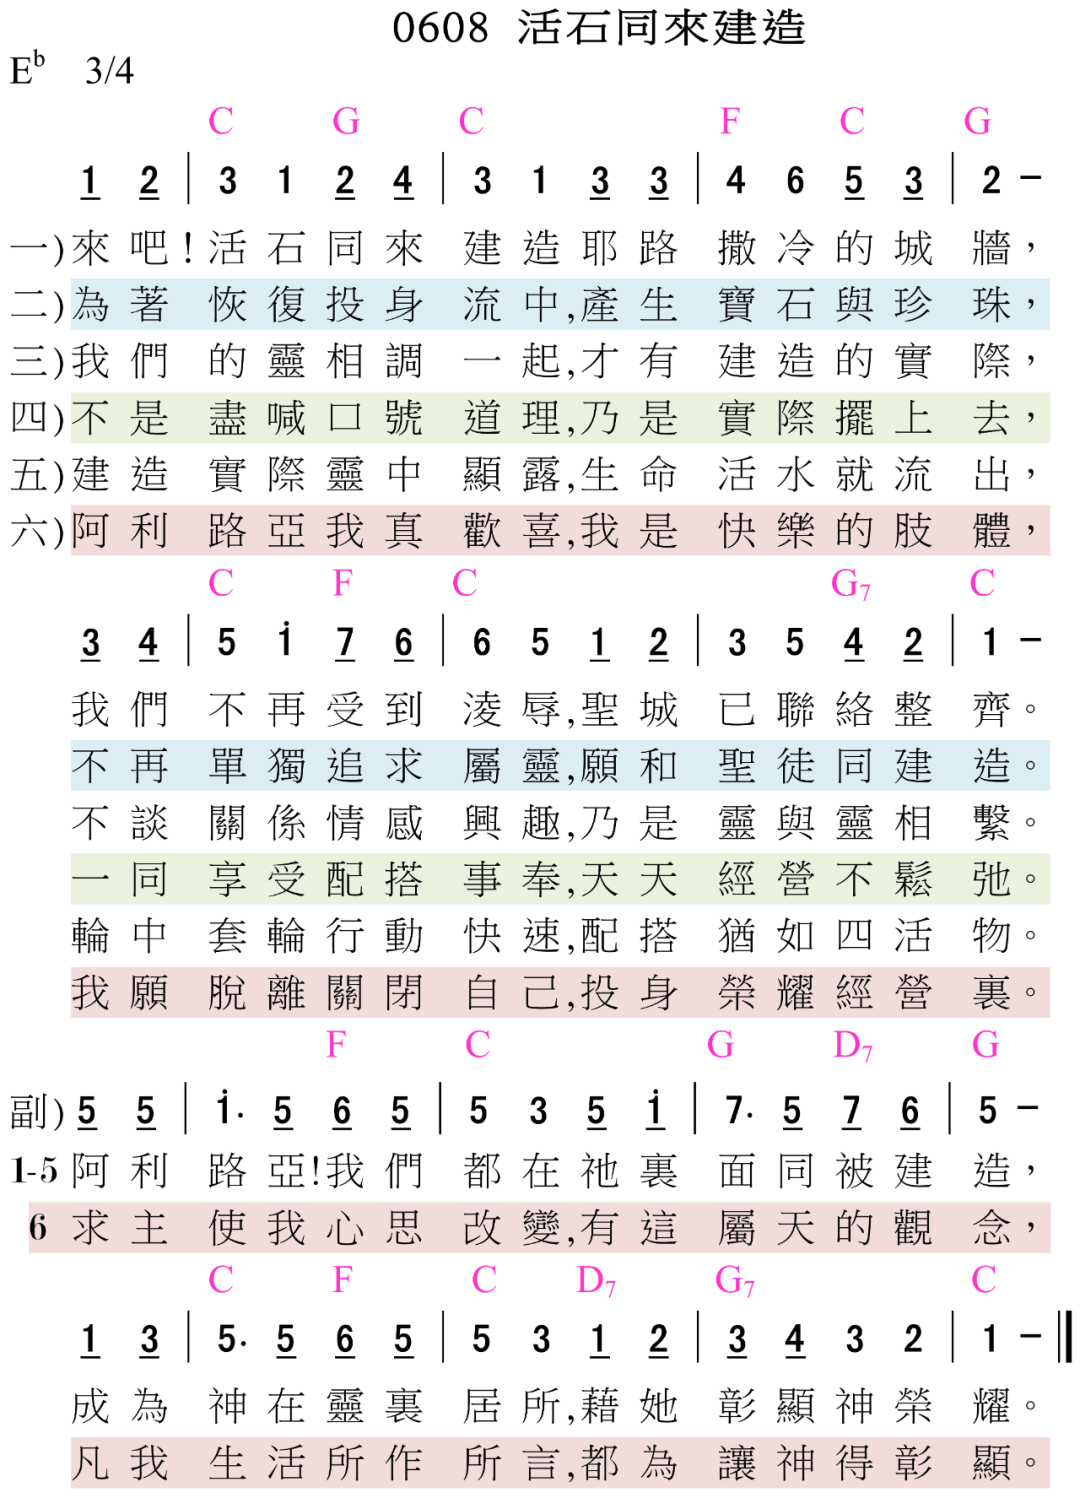 0608 活石同來建造
E♭ 3/4
C G C F C G
1 2 | 3 1 2 4 | 3 1 3 3 | 4 6 5 3 | 2 –
一)來吧!活石同來 建造耶路 撒冷的城 牆，
二)為著 恢復投身 流中,產生 寶石與珍 珠，
三)我們 的靈相調 一起,才有 建造的實 際，
四)不是 盡喊口號 道理,乃是 實際擺上 去，
五)建造 實際靈中 顯露,生命 活水就流 出，
六)阿利 路亞我真 歡喜,我是 快樂的肢 體，
C F C G7 C
3 4 | 5 i 7 6 | 6 5 1 2 | 3 5 4 2 | 1 –
我們 不再受到 淩辱,聖城 已聯絡整 齊。
不再 單獨追求 屬靈,願和 聖徒同建 造。
不談 關係情感 興趣,乃是 靈與靈相 繫。
一同 享受配搭 事奉,天天 經營不鬆 弛。
輪中 套輪行動 快速,配搭 猶如四活 物。
我願 脫離關閉 自己,投身 榮耀經營 裏。
F C G D7 G
副) 5 5 | i. 5 6 5 | 5 3 5 i | 7. 5 7 6 | 5 –
1-5 阿利 路亞!我們 都在祂裏 面同被建 造，
6 求主 使我心思 改變,有這 屬天的觀 念，
C F C D7 G7 C
1 3 | 5. 5 6 5 | 5 3 1 2 | 3 4 3 2 | 1 – ‖
成為 神在靈裏 居所,藉她 彰顯神榮 耀。
凡我 生活所作 所言,都為 讓神得彰 顯。